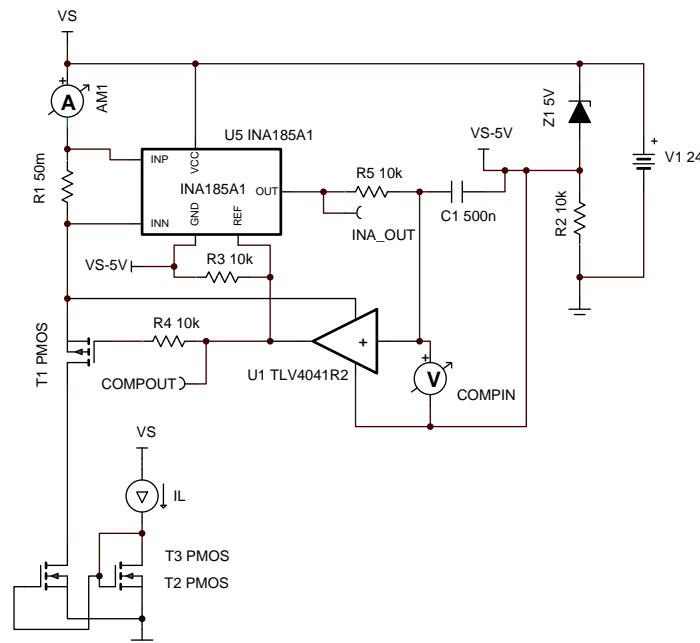 VS
+
A
AM1
U5 INA185A1
Z1 5V
VS-5V
+
V1 24
R1 50m
INP
VCC
INA185A1
OUT
R5 10k
INN
GND
REF
C1 500n
INA_OUT
R2 10k
VS-5V
R3 10k
T1 PMOS
R4 10k
+
+
V
U1 TLV4041R2
COMPOUT
COMPIN
VS
IL
T3 PMOS
T2 PMOS